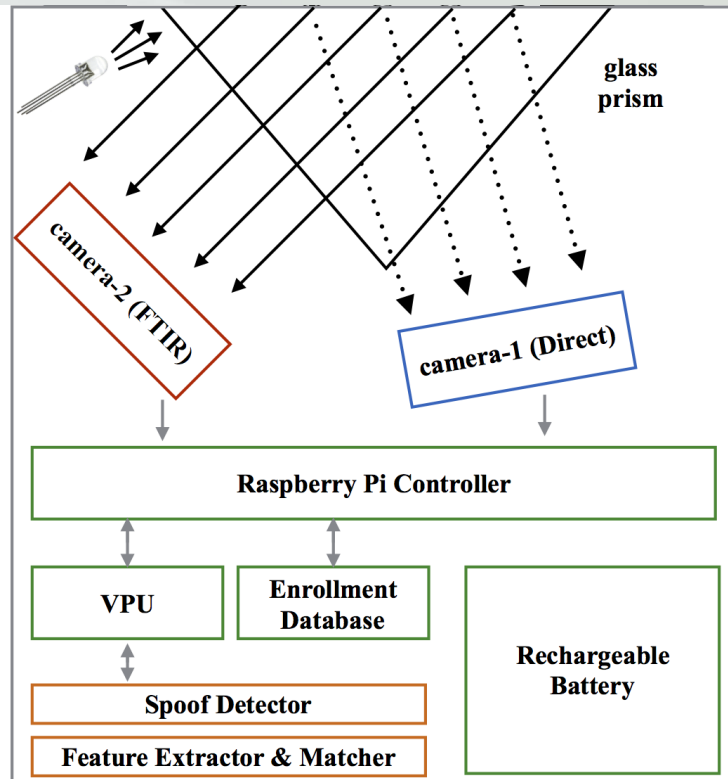 glass
prism
camera-2 (FTIR)
camera-1 (Direct)
Raspberry Pi Controller
VPU
Enrollment
Database
Rechargeable
Battery
Spoof Detector
Feature Extractor & Matcher